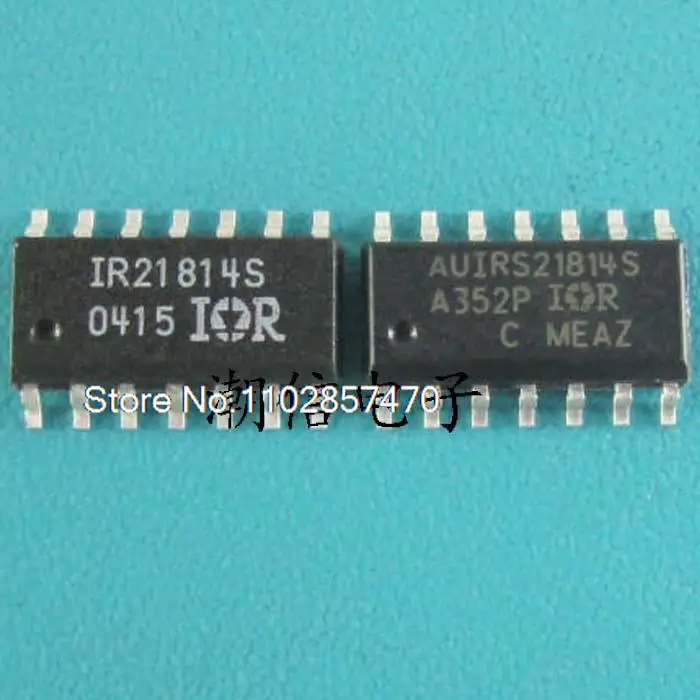 IR21814S
0415 IOR
AUIRS21814S
A352P IOR
C MEAZ
Store No:1102857470
潮信电子